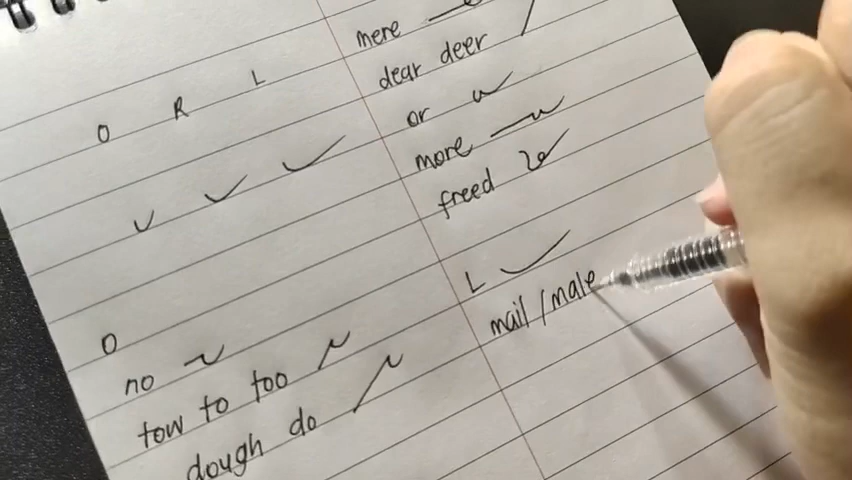 O R L
O
no
tow to too
dough do
mere
dear deer
or
more
freed
L
mail / male